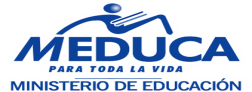 MEDUCA
PARA TODA LA VIDA
MINISTERIO DE EDUCACIÓN